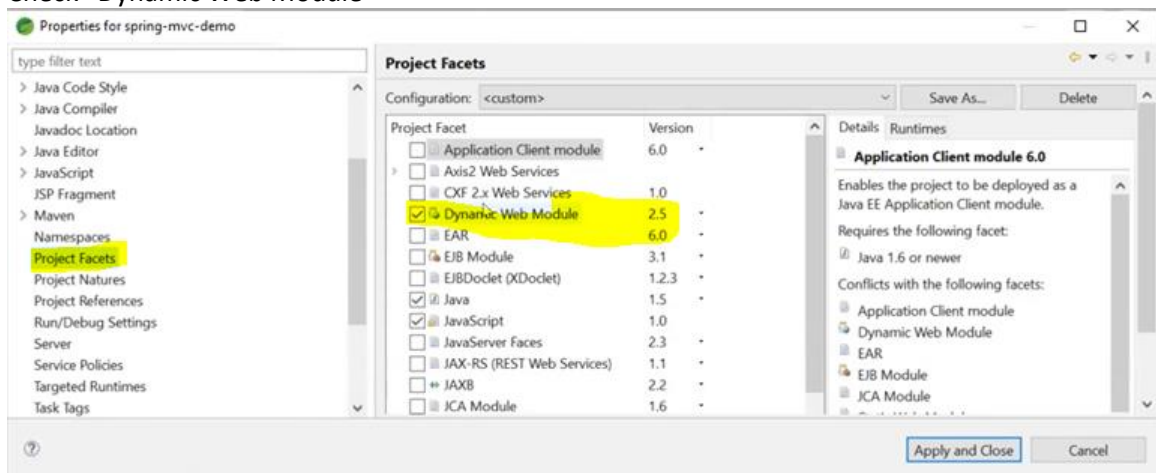 Check "Dynamic Web Module"
Properties for spring-mvc-demo
type filter text
Java Code Style
Java Compiler
Javadoc Location
Java Editor
JavaScript
JSP Fragment
Maven
Namespaces
Project Facets
Project Natures
Project References
Run/Debug Settings
Server
Service Policies
Targeted Runtimes
Task Tags
Project Facets
Configuration: <custom> Save As... Delete
Project Facet Version
Application Client module 6.0
Axis2 Web Services
CXF 2.x Web Services 1.0
Dynamic Web Module 2.5
EAR 6.0
EJB Module 3.1
EJBDoclet (XDoclet) 1.2.3
Java 1.5
JavaScript 1.0
JavaServer Faces 2.3
JAX-RS (REST Web Services) 1.1
JAXB 2.2
JCA Module 1.6
Details Runtimes
Application Client module 6.0
Enables the project to be deployed as a
Java EE Application Client module.
Requires the following facet:
Java 1.6 or newer
Conflicts with the following facets:
Application Client module
Dynamic Web Module
EAR
EJB Module
JCA Module
Apply and Close Cancel